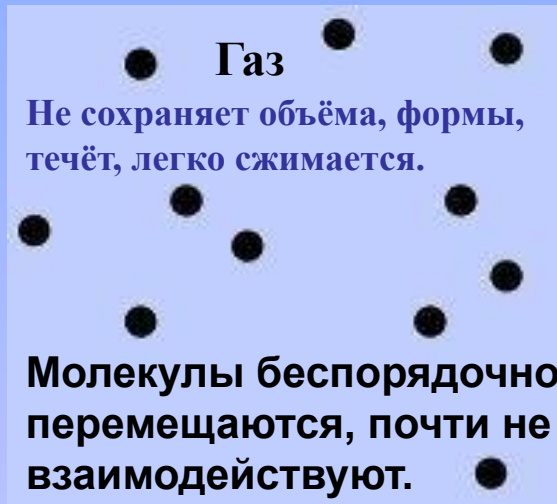 Газ
Не сохраняет объёма, формы,
течёт, легко сжимается.
Молекулы беспорядочно
перемещаются, почти не
взаимодействуют.